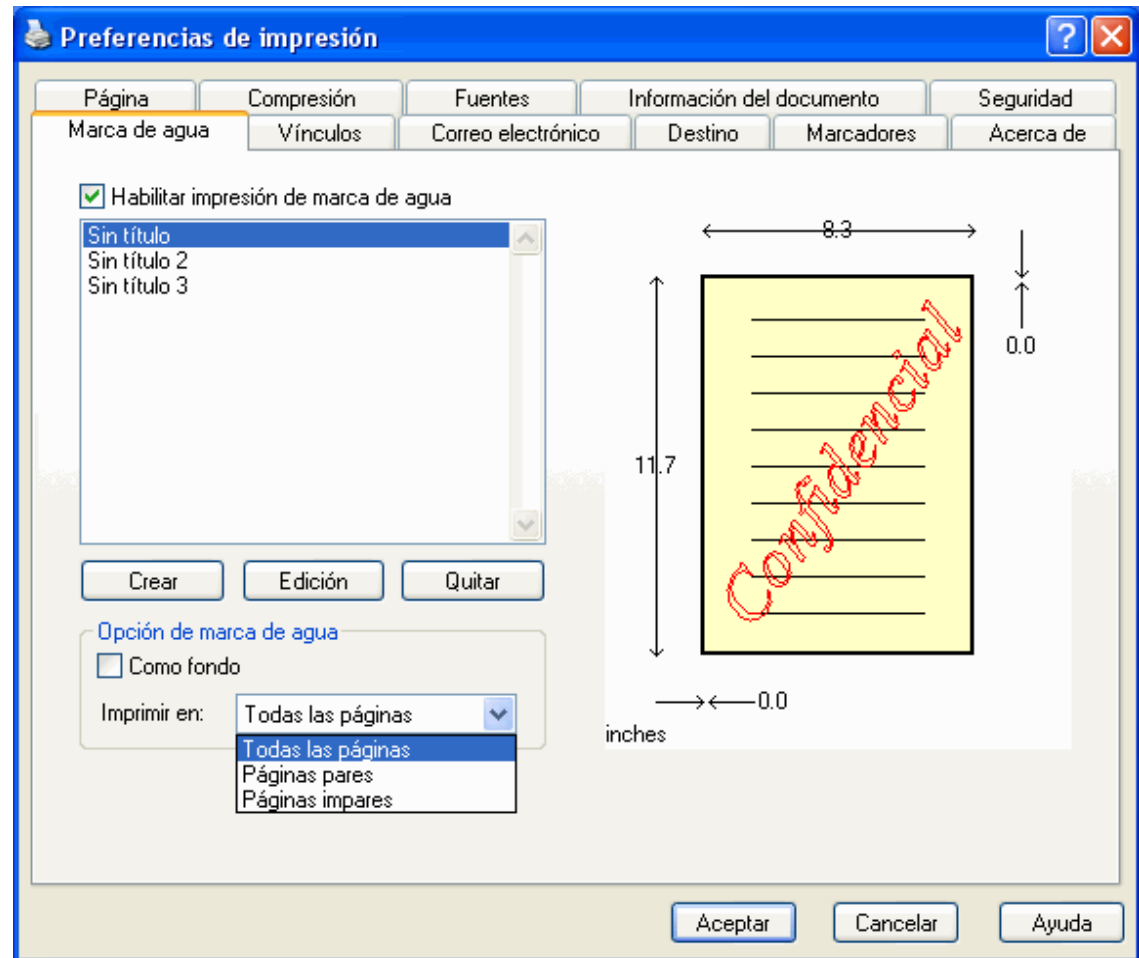 Preferencias de impresión
Página Compresión Fuentes Información del documento Seguridad
Marca de agua Vínculos Correo electrónico Destino Marcadores Acerca de
Habilitar impresión de marca de agua
Sin título
Sin título 2
Sin título 3
8.3
0.0
11.7
Confidencial
0.0
inches
Crear Edición Quitar
Opción de marca de agua
Como fondo
Imprimir en: Todas las páginas
Todas las páginas
Páginas pares
Páginas impares
Aceptar Cancelar Ayuda